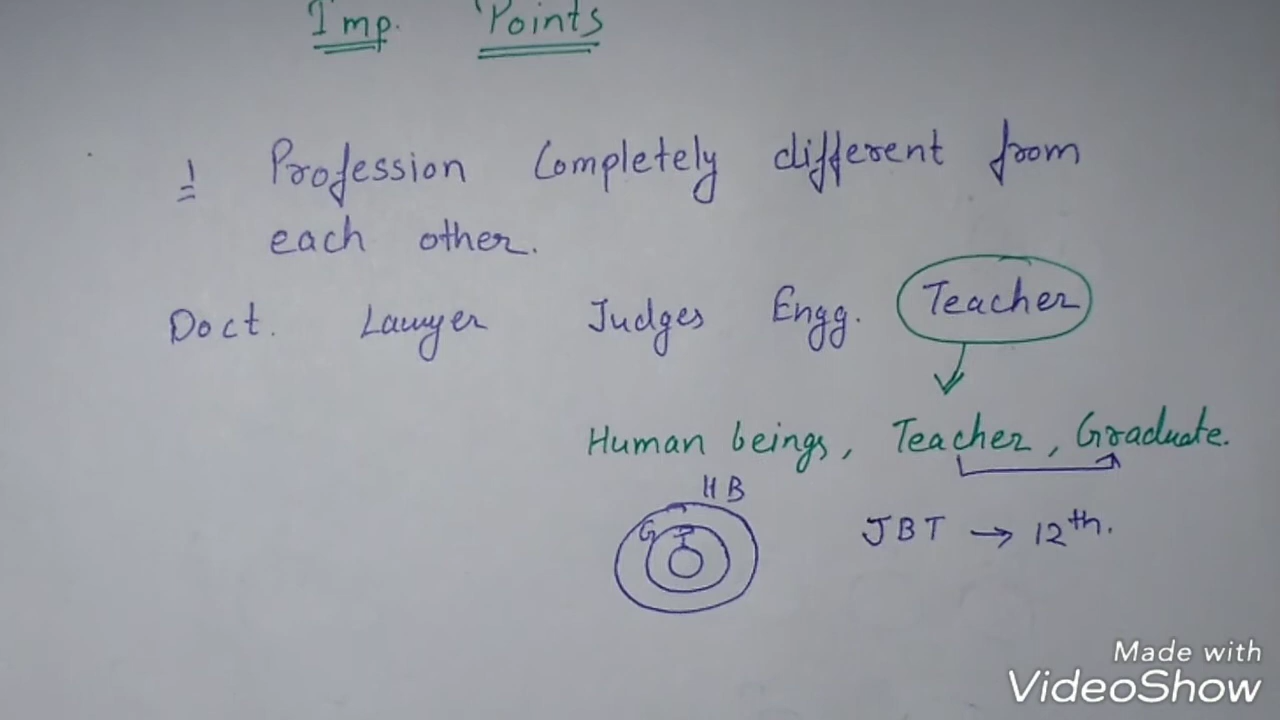 Imp. Points
1 Profession Completely different from
each other.
Doct. Lawyer Judges Engg. Teacher
Human beings, Teacher, Graduate.
H B
G
T
JBT → 12th.
Made with
VideoShow